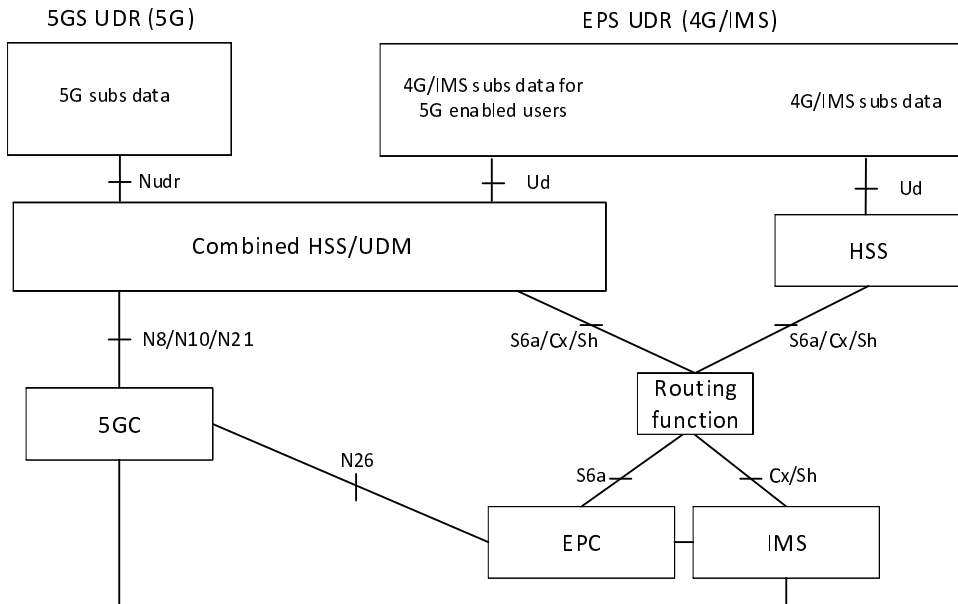 5GS UDR (5G)
EPS UDR (4G/IMS)
5G subs data
4G/IMS subs data for
5G enabled users
4G/IMS subs data
Nudr
Ud
Ud
Combined HSS/UDM
HSS
N8/N10/N21
S6a/Cx/Sh
S6a/Cx/Sh
Routing
function
5GC
N26
S6a
Cx/Sh
EPC
IMS